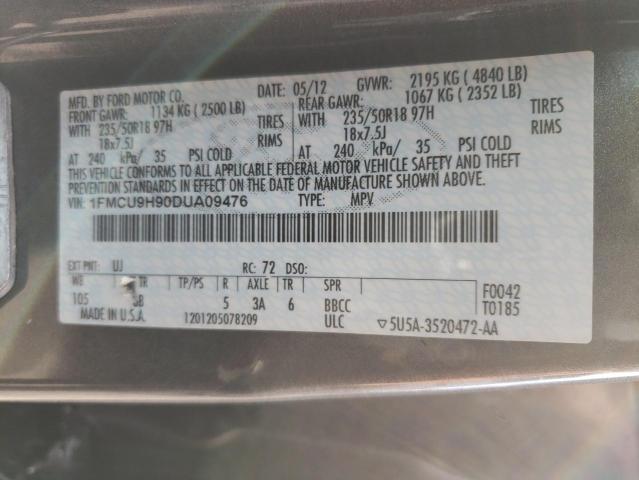 MFD. BY FORD MOTOR CO. DATE: 05/12 GVWR: 2195 KG ( 4840 LB)
FRONT GAWR: 1134 KG ( 2500 LB) REAR GAWR: 1067 KG ( 2352 LB)
WITH 235/50R18 97H TIRES WITH 235/50R18 97H TIRES
18x7.5J RIMS 18x7.5J RIMS
AT 240 kPa/ 35 PSI COLD AT 240 kPa/ 35 PSI COLD
THIS VEHICLE CONFORMS TO ALL APPLICABLE FEDERAL MOTOR VEHICLE SAFETY AND THEFT
PREVENTION STANDARDS IN EFFECT ON THE DATE OF MANUFACTURE SHOWN ABOVE.
VIN: 1FMCU9H90DUA09476 TYPE: MPV
EXT PNT: UJ RC: 72 DSO:
WB TR TP/PS R AXLE TR SPR F0042
105 5 3A 6 BBCC T0185
MADE IN U.S.A. 1201205078209 ULC ▽5U5A-3520472-AA